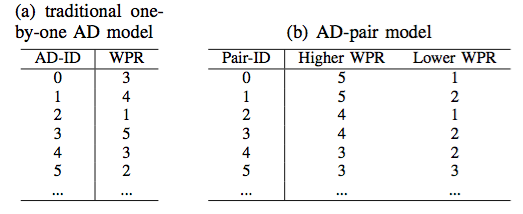 (a) traditional one-
by-one AD model
AD-ID WPR
0 3
1 4
2 1
3 5
4 3
5 2
... ...
(b) AD-pair model
Pair-ID Higher WPR Lower WPR
0 5 1
1 5 2
2 4 1
3 4 2
4 3 2
5 3 3
... ... ...